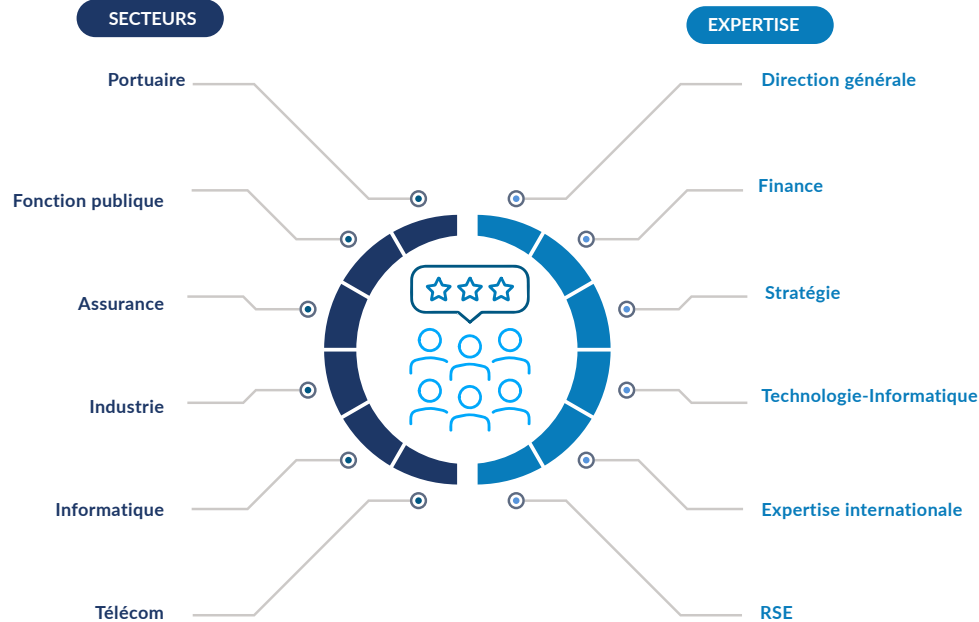 SECTEURS
Portuaire
Fonction publique
Assurance
Industrie
Informatique
Télécom
EXPERTISE
Direction générale
Finance
Stratégie
Technologie-Informatique
Expertise internationale
RSE